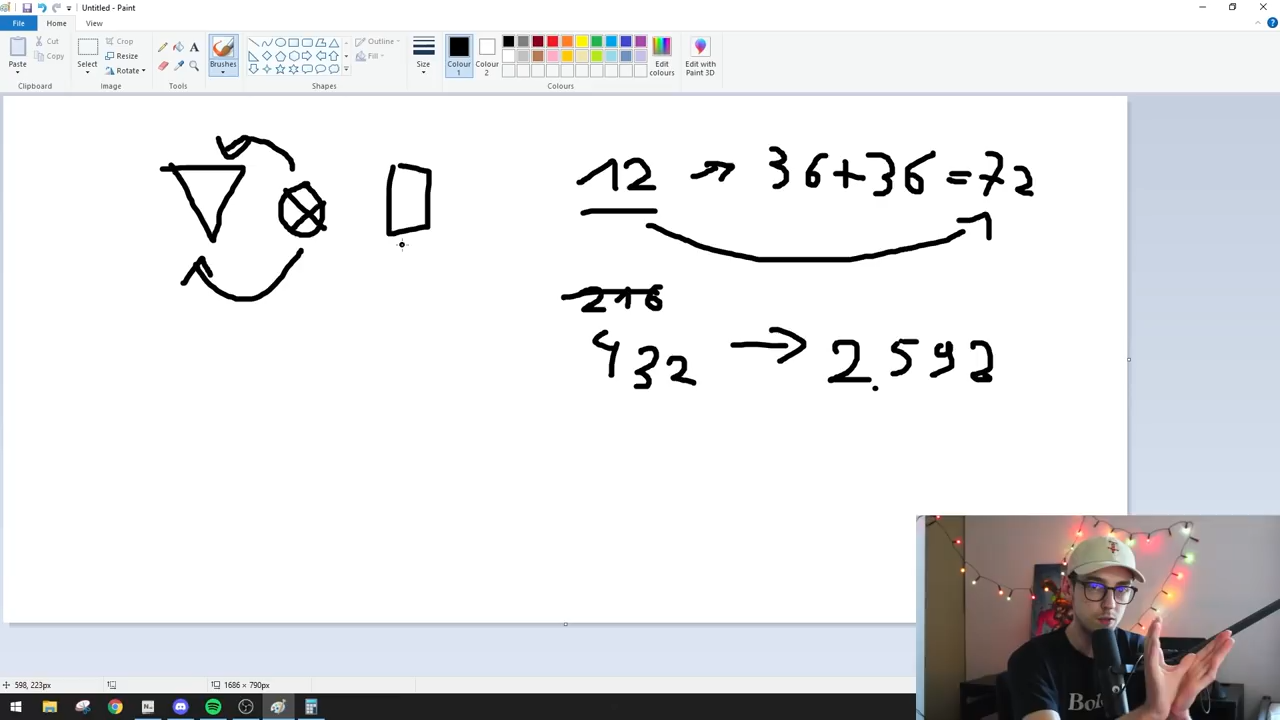 Untitled - Paint
File
Home
View
Paste
Cut
Copy
Clipboard
Select
Crop
Resize
Rotate
Image
Tools
Brushes
Shapes
Outline
Fill
Size
Colour 1
Colour 2
Edit colours
Edit with Paint 3D
Colours
12 → 36+36=72
216
432 → 2.592
598, 223px
1686 × 790px